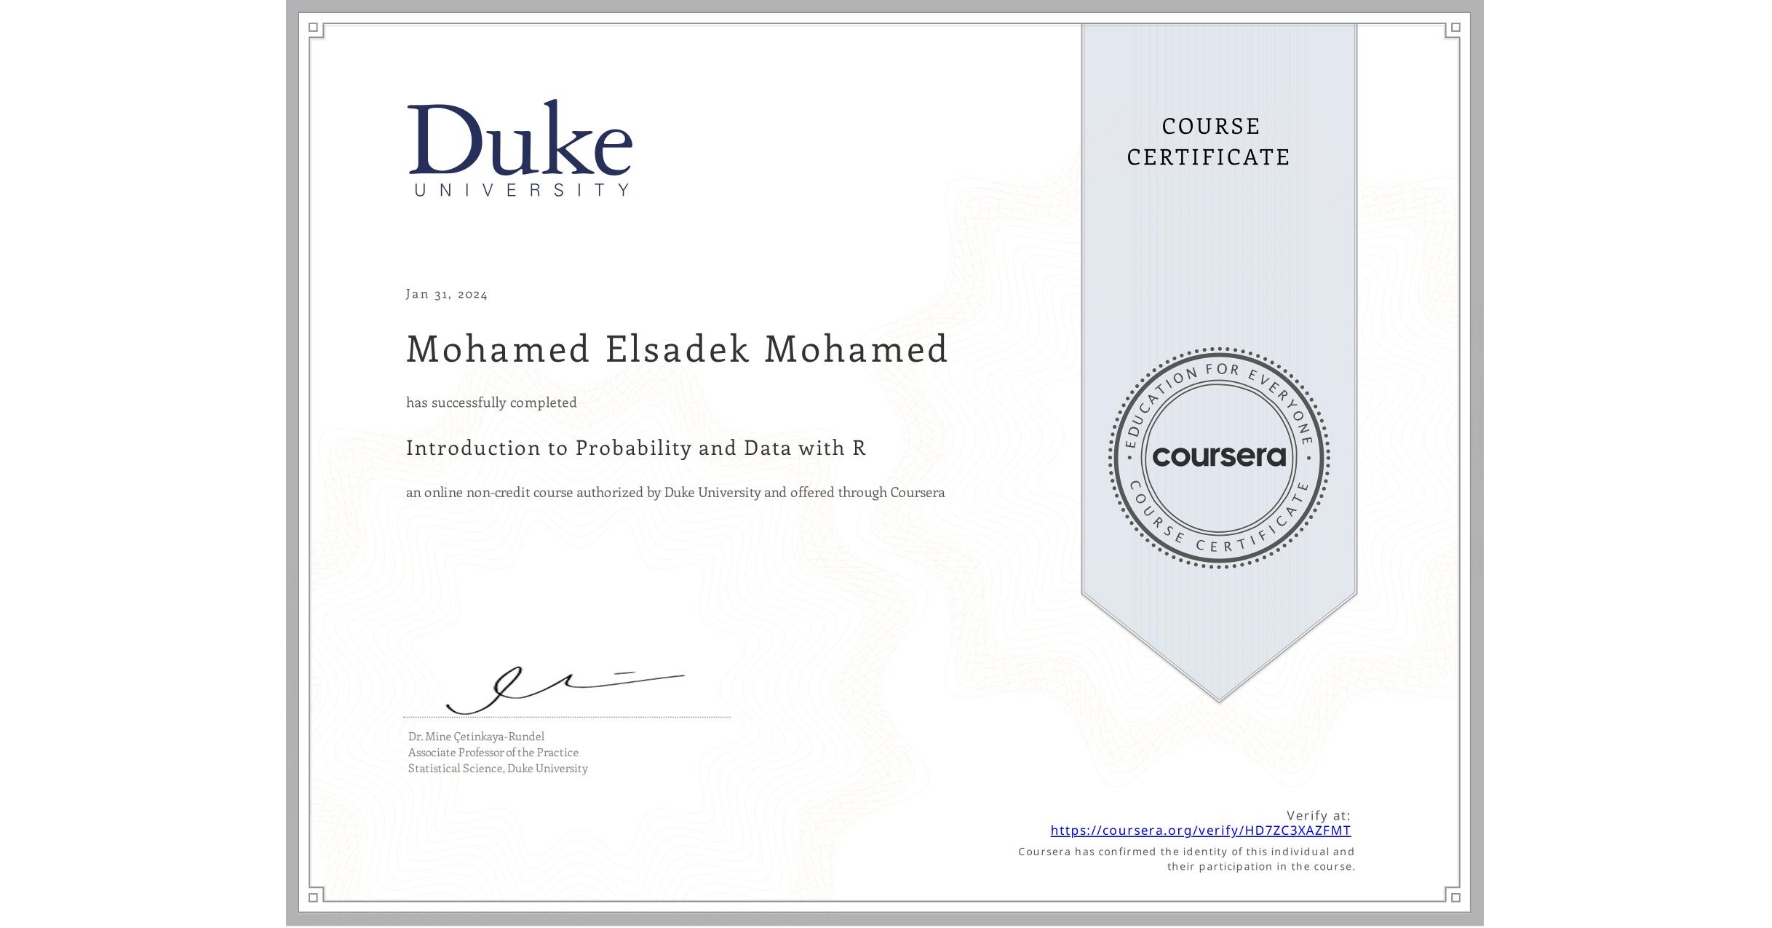 Duke
UNIVERSITY
COURSE
CERTIFICATE
Jan 31, 2024
Mohamed Elsadek Mohamed
has successfully completed
Introduction to Probability and Data with R
an online non-credit course authorized by Duke University and offered through Coursera
EDUCATION FOR EVERYONE
coursera
COURSE CERTIFICATE
Dr. Mine Çetinkaya-Rundel
Associate Professor of the Practice
Statistical Science, Duke University
Verify at:
https://coursera.org/verify/HD7ZC3XAZFMT
Coursera has confirmed the identity of this individual and
their participation in the course.